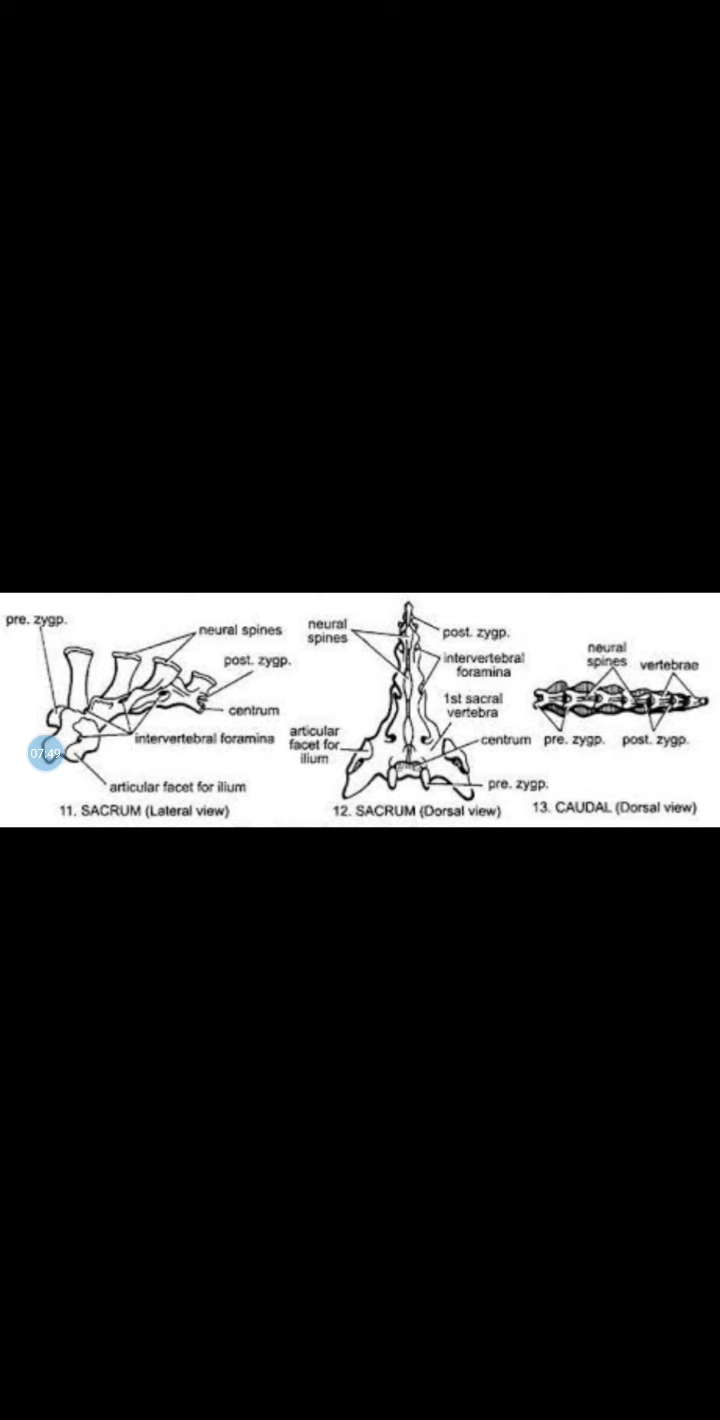 pre. zygp.
neural spines
post. zygp.
centrum
intervertebral foramina
07:49
articular facet for ilium
11. SACRUM (Lateral view)
neural
spines
post. zygp.
intervertebral
foramina
1st sacral
vertebra
articular
facet for
ilium
centrum
pre. zygp.
12. SACRUM (Dorsal view)
neural
spines
vertebrae
pre. zygp.
post. zygp.
13. CAUDAL (Dorsal view)